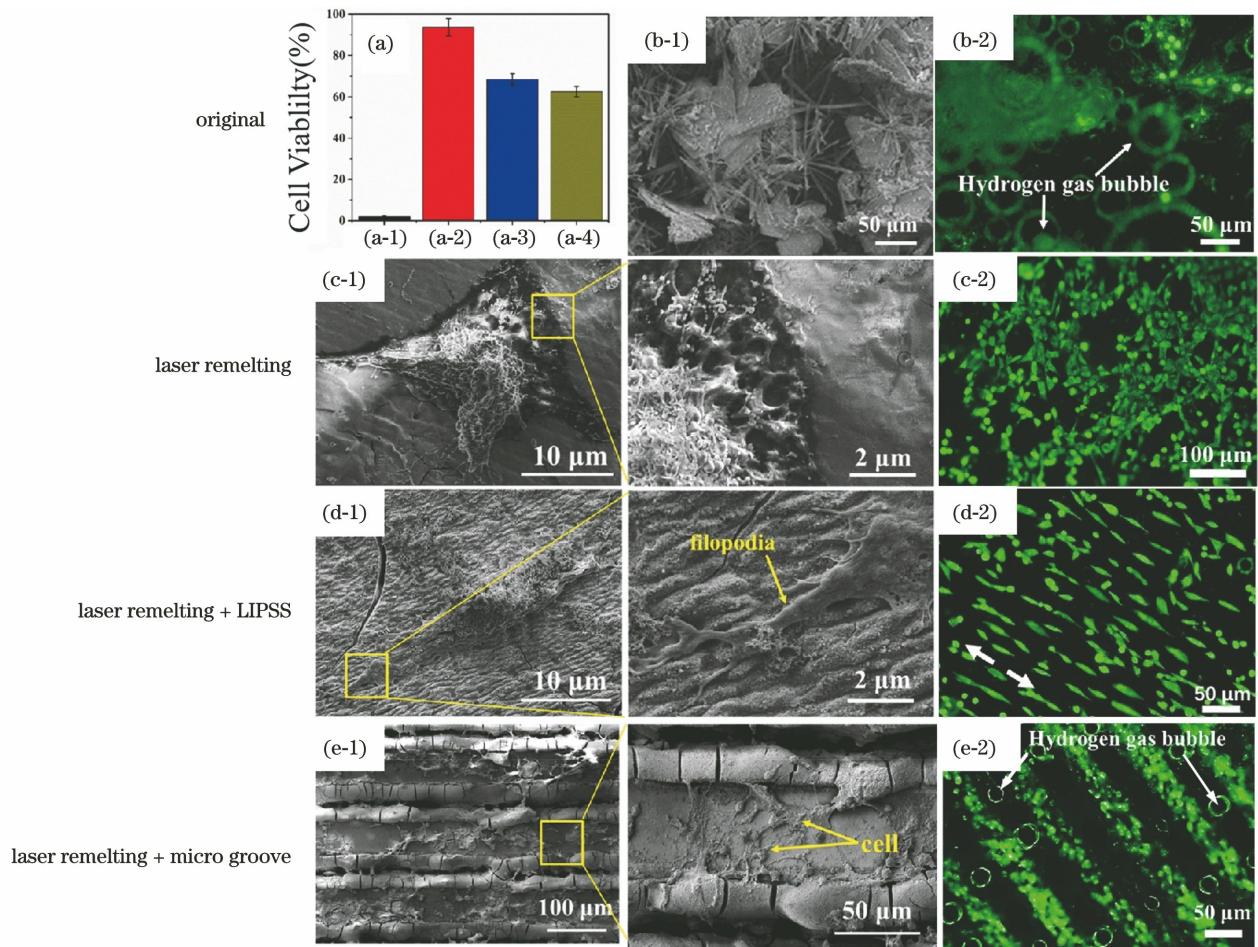 original
Cell Viablilty(%)
100
80
60
40
20
0
(a)
(a-1)
(a-2)
(a-3)
(a-4)
(b-1)
50 μm
(b-2)
Hydrogen gas bubble
50 μm
laser remelting
(c-1)
10 μm
2 μm
(c-2)
100 μm
laser remelting + LIPSS
(d-1)
10 μm
filopodia
2 μm
(d-2)
50 μm
laser remelting + micro groove
(e-1)
100 μm
cell
50 μm
(e-2)
Hydrogen gas bubble
50 μm